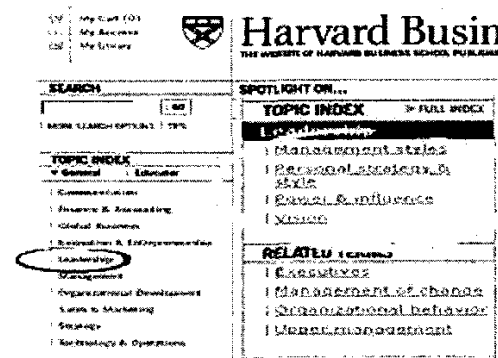 My Cart (0)
My Account
My Library
Harvard Busin
THE WEBSITE OF HARVARD BUSINESS SCHOOL PUBLISH
SEARCH
GO
MORE SEARCH OPTIONS | TIPS
TOPIC INDEX
General
Educator
Communication
Finance & Accounting
Global Business
Innovation & Entrepreneurship
Leadership
Management
Organizational Development
Sales & Marketing
Strategy
Technology & Operations
SPOTLIGHT ON...
TOPIC INDEX
FULL INDEX
Management styles
Personal strategy &
style
Power & influence
Vision
RELATED
Executives
Management of change
Organizational behavior
Upper management